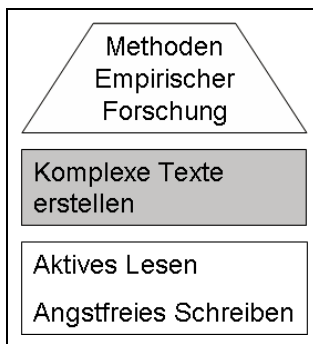 Methoden
Empirischer
Forschung
Komplexe Texte
erstellen
Aktives Lesen
Angstfreies Schreiben